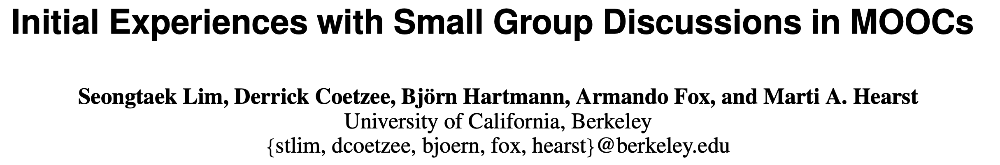 Initial Experiences with Small Group Discussions in MOOCs
Seongtaek Lim, Derrick Coetzee, Björn Hartmann, Armando Fox, and Marti A. Hearst
University of California, Berkeley
{stlim, dcoetzee, bjoern, fox, hearst}@berkeley.edu